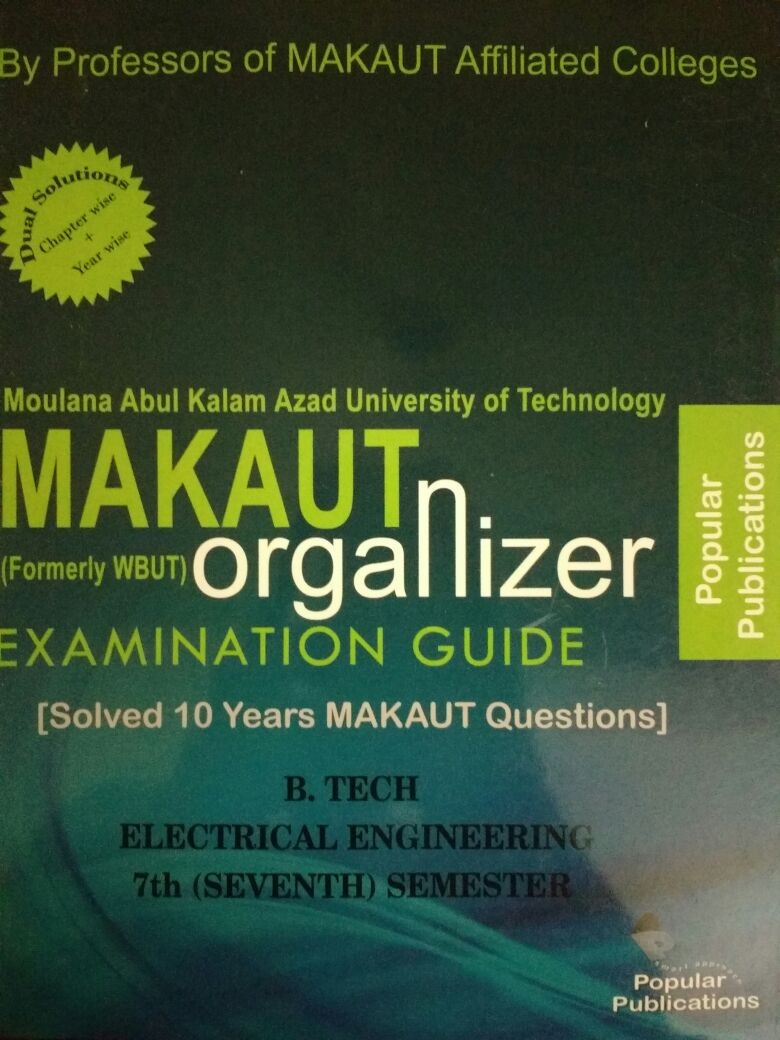 By Professors of MAKAUT Affiliated Colleges
Dual Solutions
Chapter wise
+
Year wise
Moulana Abul Kalam Azad University of Technology
MAKAUT
(Formerly WBUT)
organizer
Popular
Publications
EXAMINATION GUIDE
[Solved 10 Years MAKAUT Questions]
B. TECH
ELECTRICAL ENGINEERING
7th (SEVENTH) SEMESTER
smart approach
Popular
Publications